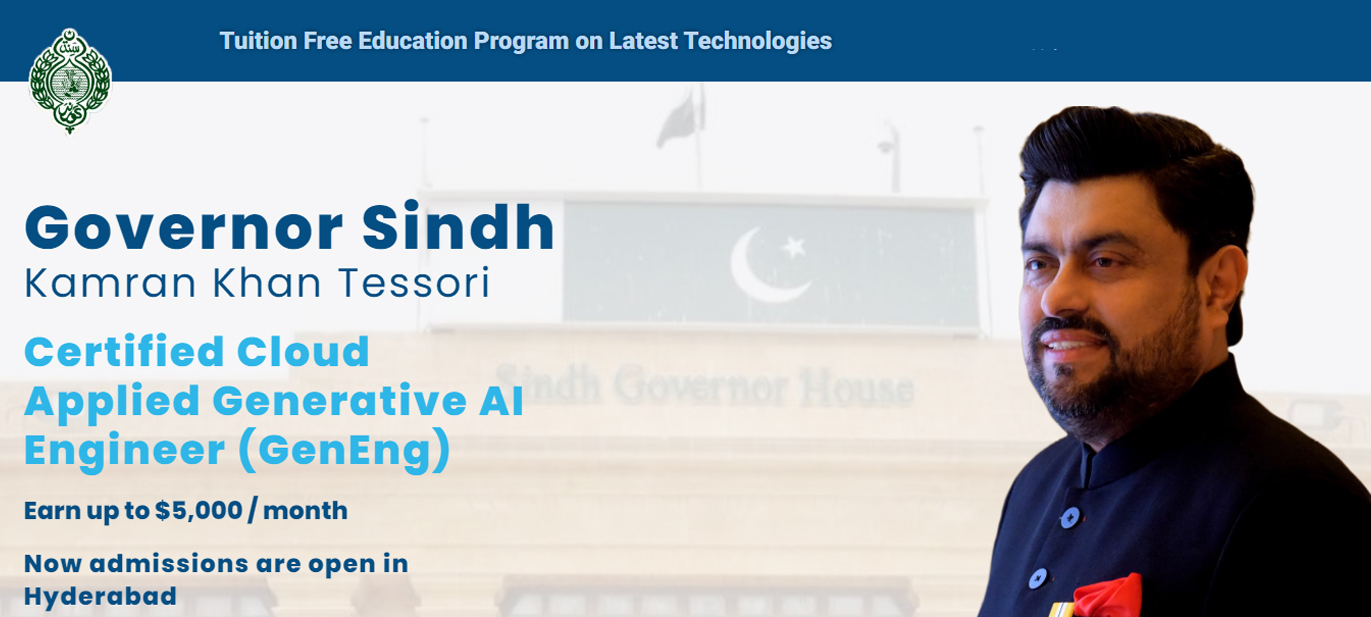 Tuition Free Education Program on Latest Technologies
Governor Sindh
Kamran Khan Tessori
Certified Cloud
Applied Generative AI
Engineer (GenEng)
Earn up to $5,000 / month
Now admissions are open in
Hyderabad
Sindh Governor House